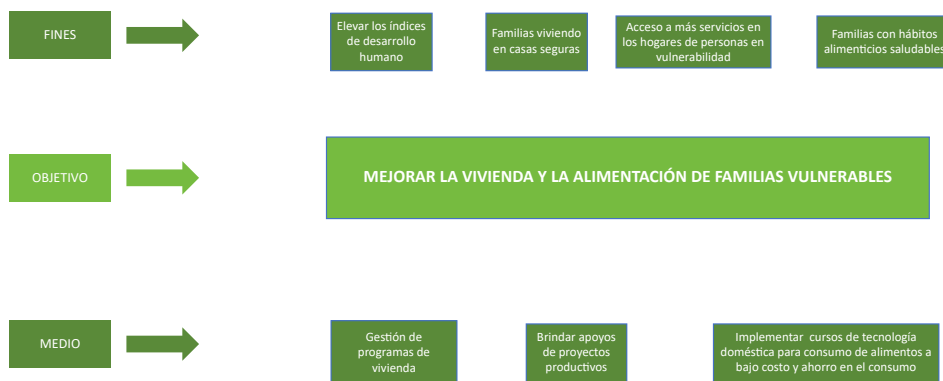 FINES
Elevar los índices
de desarrollo
humano
Familias viviendo
en casas seguras
Acceso a más servicios en
los hogares de personas en
vulnerabilidad
Familias con hábitos
alimenticios saludables
OBJETIVO
MEJORAR LA VIVIENDA Y LA ALIMENTACIÓN DE FAMILIAS VULNERABLES
MEDIO
Gestión de
programas de
vivienda
Brindar apoyos
de proyectos
productivos
Implementar cursos de tecnología
doméstica para consumo de alimentos a
bajo costo y ahorro en el consumo